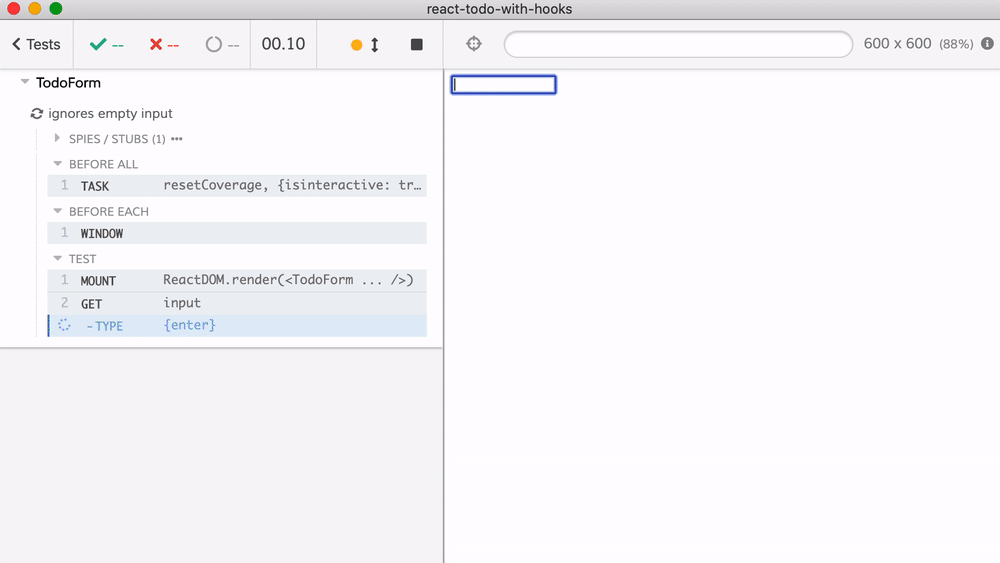 react-todo-with-hooks
Tests -- -- -- 00.10 600 x 600 (88%)
TodoForm
ignores empty input
SPIES / STUBS (1) •••
BEFORE ALL
1 TASK resetCoverage, {isinteractive: tr…
BEFORE EACH
1 WINDOW
TEST
1 MOUNT ReactDOM.render(<TodoForm ... />)
2 GET input
-TYPE {enter}